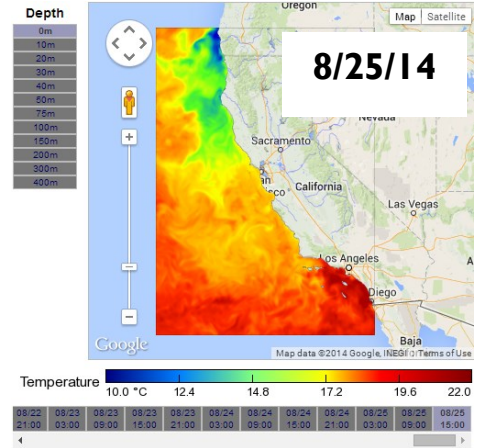 Depth
0m
10m
20m
30m
40m
50m
75m
100m
150m
200m
300m
400m
Oregon
Map Satellite
8/25/14
Nevada
Sacramento
San
sco
California
Las Vegas
Los Angeles
Diego
Baja
Google
Map data ©2014 Google, INEGI Terms of Use
Temperature
10.0 °C 12.4 14.8 17.2 19.6 22.0
08/22 08/23 08/23 08/23 08/23 08/24 08/24 08/24 08/24 08/25 08/25 08/25
21:00 03:00 09:00 15:00 21:00 03:00 09:00 15:00 21:00 03:00 09:00 15:00